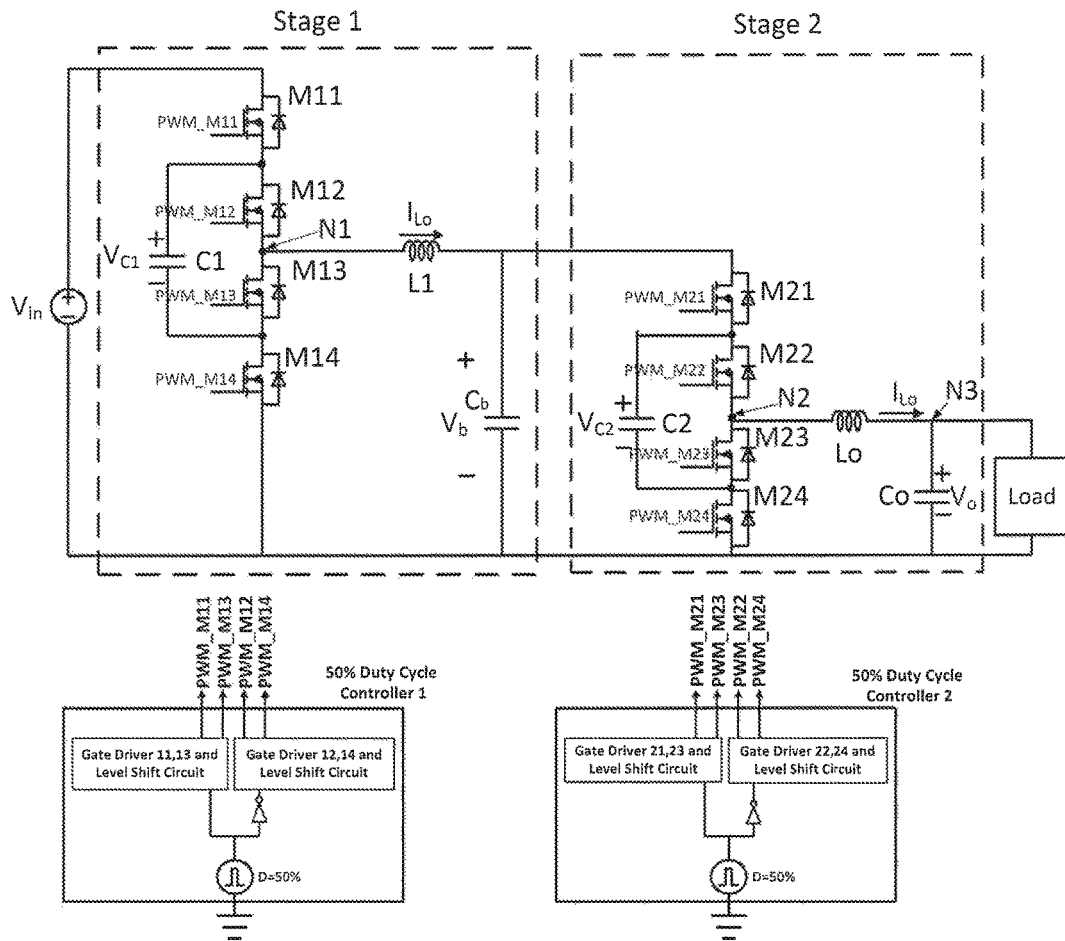 Stage 1
Stage 2
M11
PWM_M11
M12
PWM_M12
N1
I_Lo
V_C1
+
C1
L1
M13
PWM_M13
V_in
+
M14
PWM_M14
M21
PWM_M21
M22
PWM_M22
+
V_b
C_b
V_C2
+
C2
N2
I_Lo
N3
Lo
M23
PWM_M23
M24
PWM_M24
Co
+
V_o
Load
PWM_M11
PWM_M13
PWM_M12
PWM_M14
50% Duty Cycle
Controller 1
Gate Driver 11,13 and
Level Shift Circuit
Gate Driver 12,14 and
Level Shift Circuit
D=50%
PWM_M21
PWM_M23
PWM_M22
PWM_M24
50% Duty Cycle
Controller 2
Gate Driver 21,23 and
Level Shift Circuit
Gate Driver 22,24 and
Level Shift Circuit
D=50%